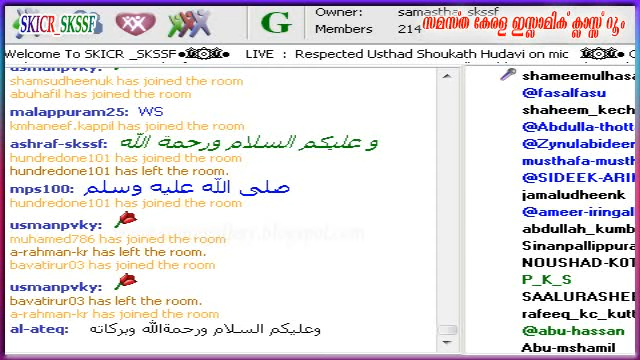 SKICR SKSSF
G
Owner: samastha_skssf
Members 214
സമസ്ത കേരള ഇസ്ലാമിക് ക്ലാസ്സ് റൂം
Welcome To SKICR _SKSSF
LIVE : Respected Usthad Shoukath Hudavi on mic
usmanpvky:
shamsudheenuk has joined the room
abuhafil has joined the room
malappuram25: WS
kmhaneef.kappil has joined the room
ashraf-skssf: و عليكم السلام ورحمة الله
hundredone101 has joined the room
hundredone101 has left the room.
mps100: صلى الله عليه وسلم
hundredone101 has joined the room
usmanpvky:
muhamed786 has joined the room
a-rahman-kr has left the room.
bavatirur03 has joined the room
usmanpvky:
bavatirur03 has left the room.
a-rahman-kr has joined the room
al-ateq: وعليكم السلام ورحمةالله وبركاته
shameemulhasa
@fasalfasu
shaheem_kech
@Abdulla-thott
@Zynulabideen
musthafa-musth
@SIDEEK-ARIN
jamaludheenk
@ameer-iringal
abdullah_kumb
Sinanpallippura
NOUSHAD-KOT
P_K_S
SAALURASHEE
rafeeq_kc_kutt
@abu-hassan
Abu-mshamil